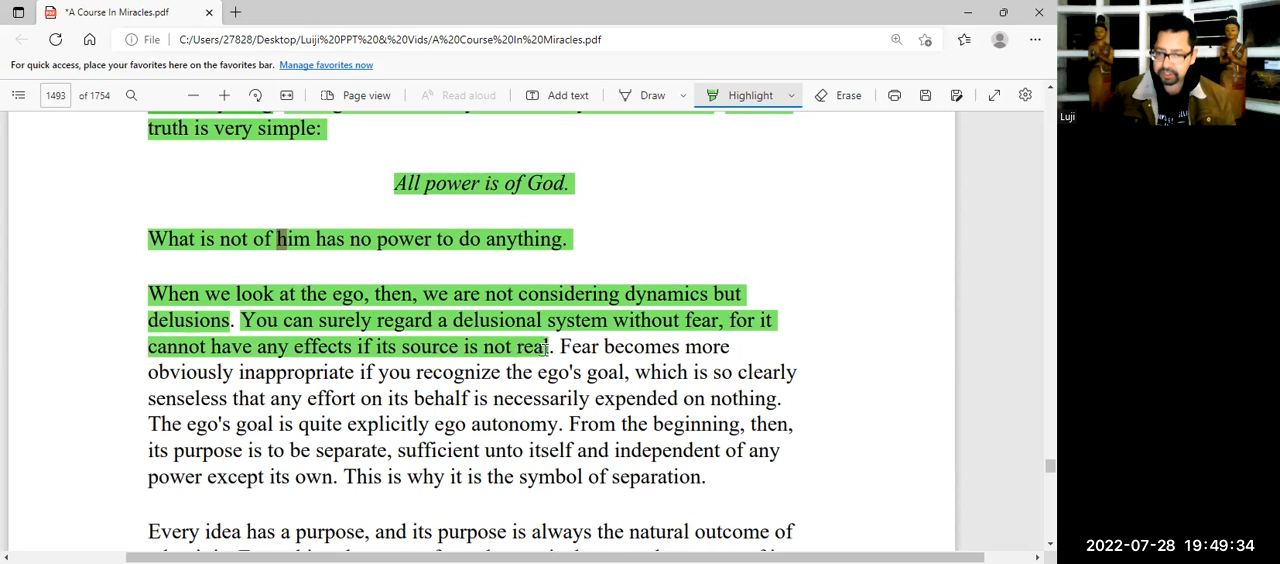 *A Course In Miracles.pdf
File
C:/Users/27828/Desktop/Luiji%20PPT%20&%20Vids/A%20Course%20In%20Miracles.pdf
For quick access, place your favorites here on the favorites bar. Manage favorites now
1493 of 1754
Page view
Read aloud
Add text
Draw
Highlight
Erase
Luji
truth is very simple:
All power is of God.
What is not of him has no power to do anything.
When we look at the ego, then, we are not considering dynamics but
delusions. You can surely regard a delusional system without fear, for it
cannot have any effects if its source is not real. Fear becomes more
obviously inappropriate if you recognize the ego's goal, which is so clearly
senseless that any effort on its behalf is necessarily expended on nothing.
The ego's goal is quite explicitly ego autonomy. From the beginning, then,
its purpose is to be separate, sufficient unto itself and independent of any
power except its own. This is why it is the symbol of separation.
Every idea has a purpose, and its purpose is always the natural outcome of
2022-07-28 19:49:34